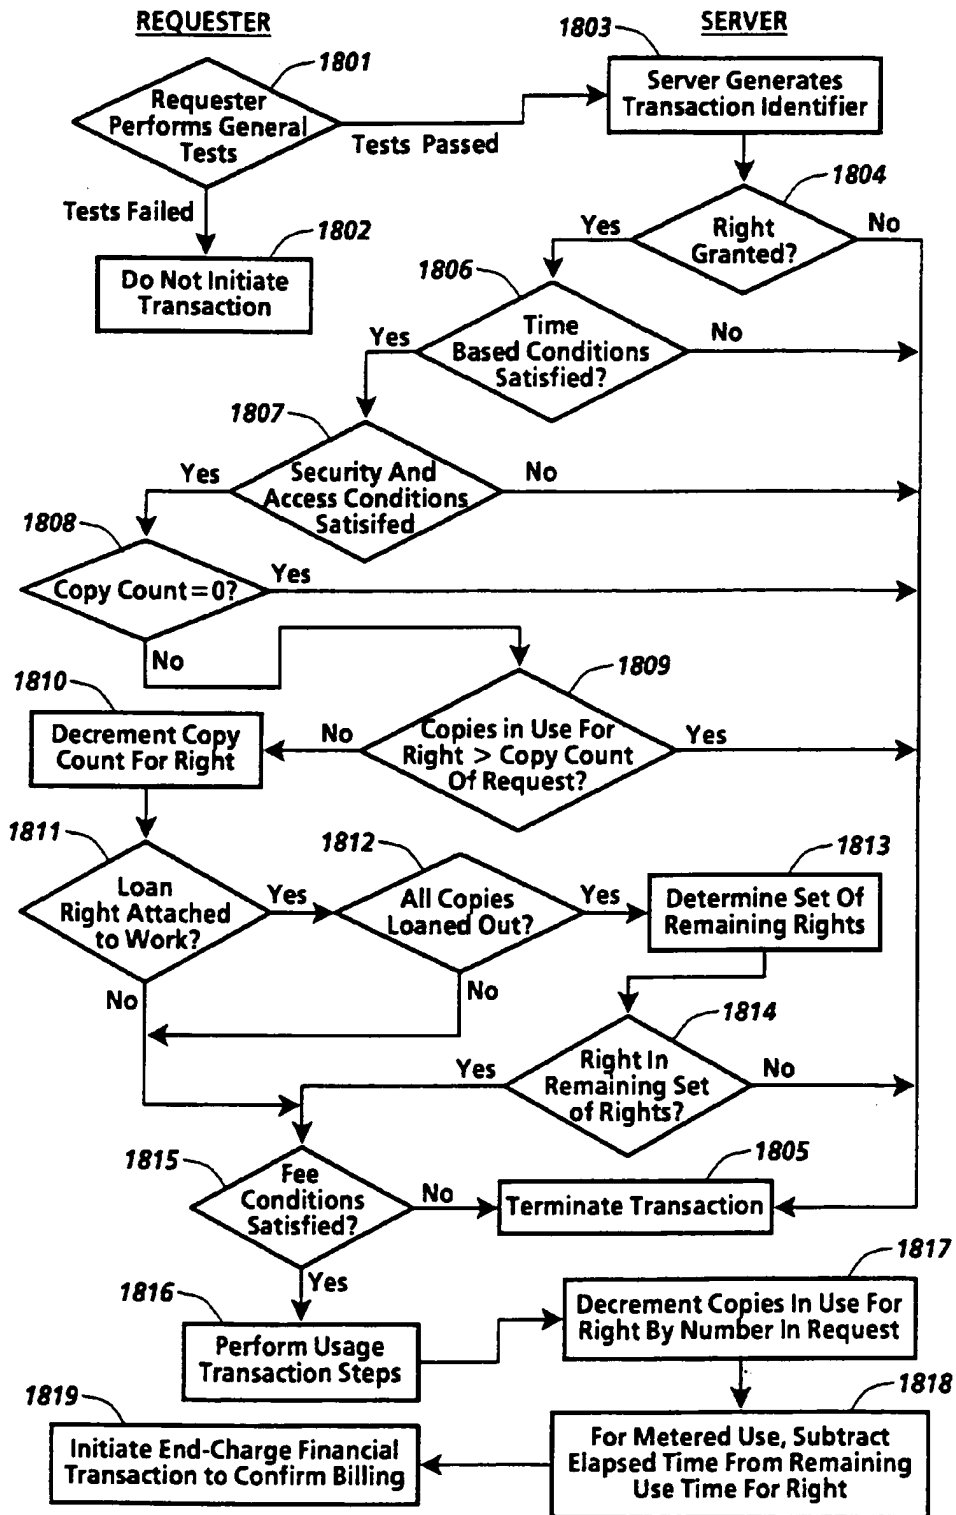 REQUESTER
SERVER
1801
Requester
Performs General
Tests
Tests Passed
1803
Server Generates
Transaction Identifier
Tests Failed
1802
Do Not Initiate
Transaction
1804
Right
Granted?
Yes
No
1806
Time
Based Conditions
Satisfied?
Yes
No
1807
Security And
Access Conditions
Satisifed
Yes
No
1808
Copy Count=0?
Yes
No
1809
Copies in Use For
Right > Copy Count
Of Request?
No
Yes
1810
Decrement Copy
Count For Right
1811
Loan
Right Attached
to Work?
Yes
No
1812
All Copies
Loaned Out?
Yes
No
1813
Determine Set Of
Remaining Rights
1814
Right In
Remaining Set
of Rights?
Yes
No
1815
Fee
Conditions
Satisfied?
No
Yes
1805
Terminate Transaction
1816
Perform Usage
Transaction Steps
1817
Decrement Copies In Use For
Right By Number In Request
1818
For Metered Use, Subtract
Elapsed Time From Remaining
Use Time For Right
1819
Initiate End-Charge Financial
Transaction to Confirm Billing